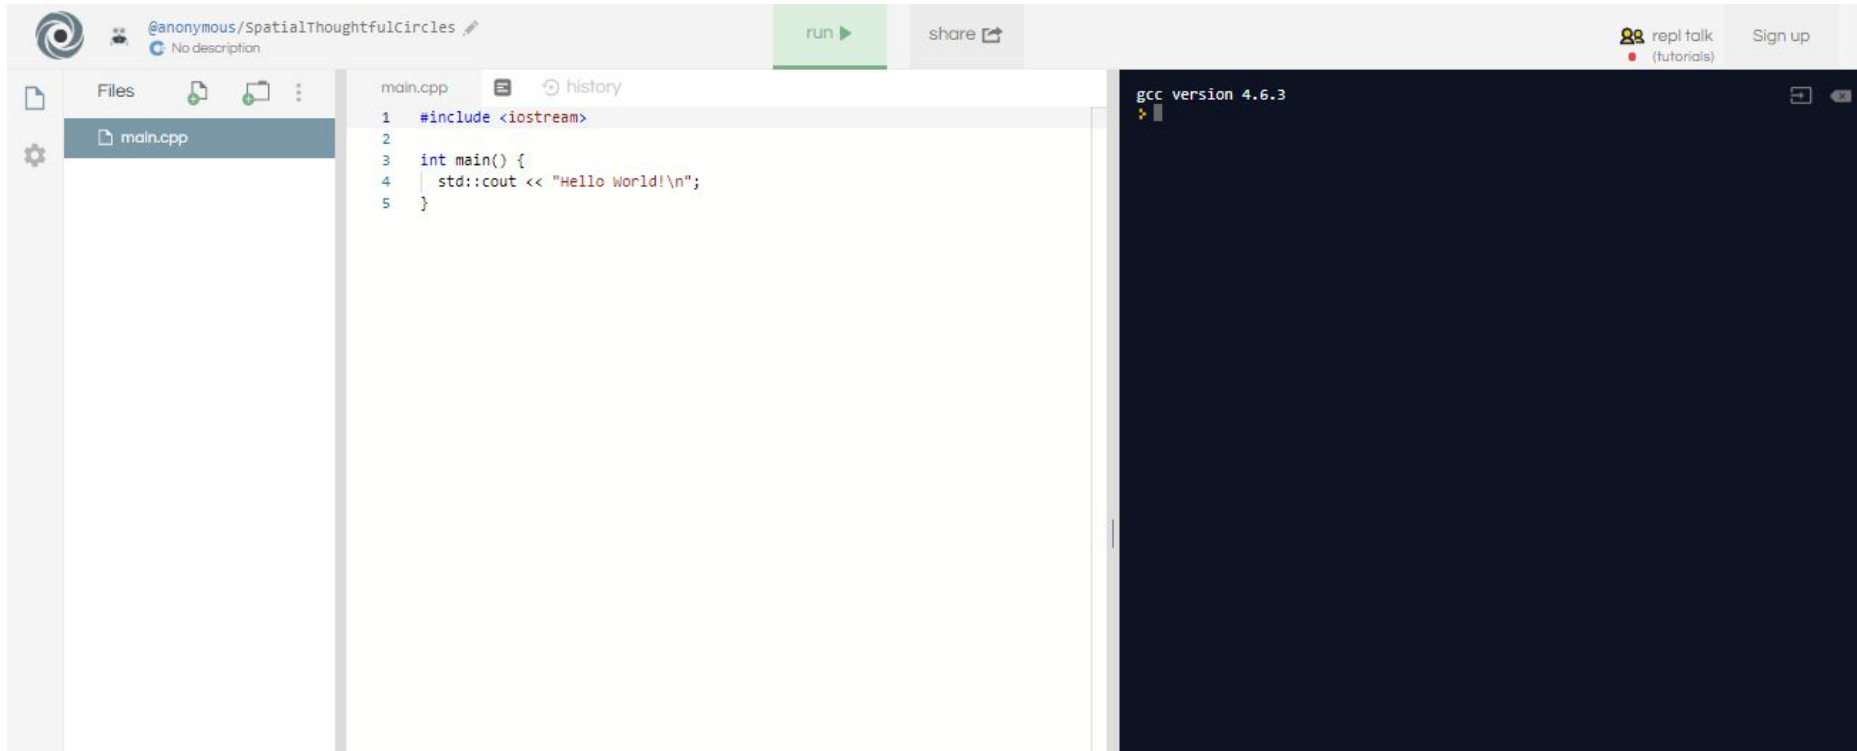 @anonymous/SpatialThoughtfulCircles
No description
run
share
repl talk
(tutorials)
Sign up
Files
main.cpp
main.cpp
history
1 #include <iostream>
2
3 int main() {
4 std::cout << "Hello World!\n";
5 }
gcc version 4.6.3
>